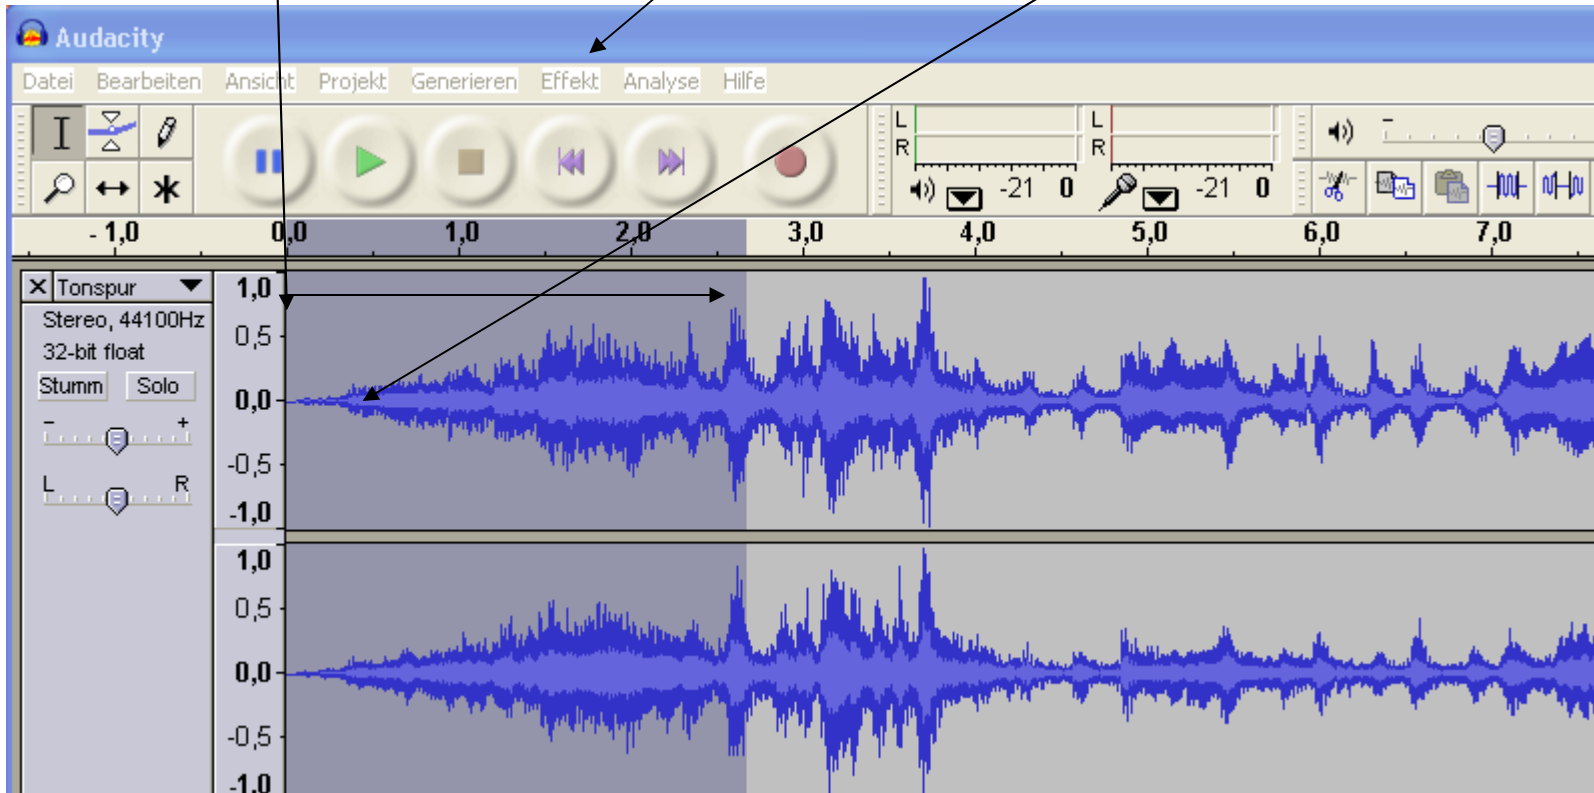 Audacity
Datei Bearbeiten Ansicht Projekt Generieren Effekt Analyse Hilfe
L
R
-21 0
L
R
-21 0
-
- 1,0 0,0 1,0 2,0 3,0 4,0 5,0 6,0 7,0
X Tonspur
Stereo, 44100Hz
32-bit float
Stumm Solo
- +
L R
1,0
0,5
0,0
-0,5
-1,0
1,0
0,5
0,0
-0,5
-1,0